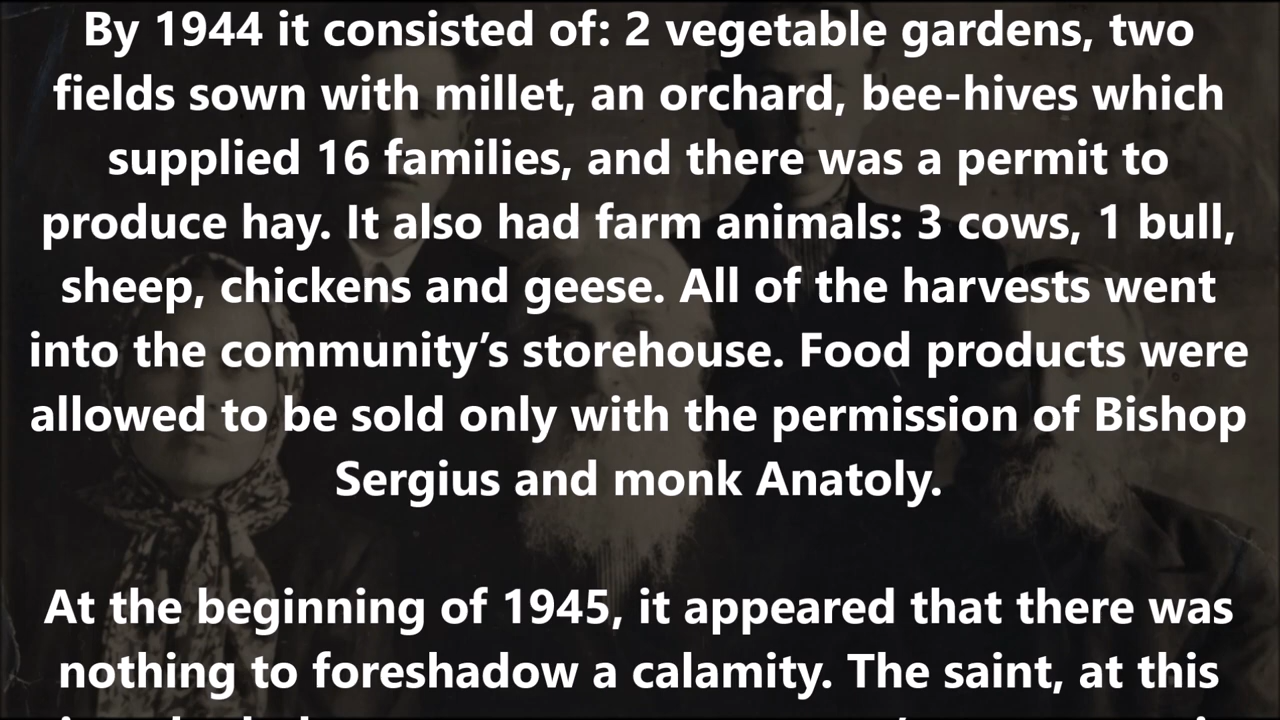 By 1944 it consisted of: 2 vegetable gardens, two
fields sown with millet, an orchard, bee-hives which
supplied 16 families, and there was a permit to
produce hay. It also had farm animals: 3 cows, 1 bull,
sheep, chickens and geese. All of the harvests went
into the community’s storehouse. Food products were
allowed to be sold only with the permission of Bishop
Sergius and monk Anatoly.
At the beginning of 1945, it appeared that there was
nothing to foreshadow a calamity. The saint, at this